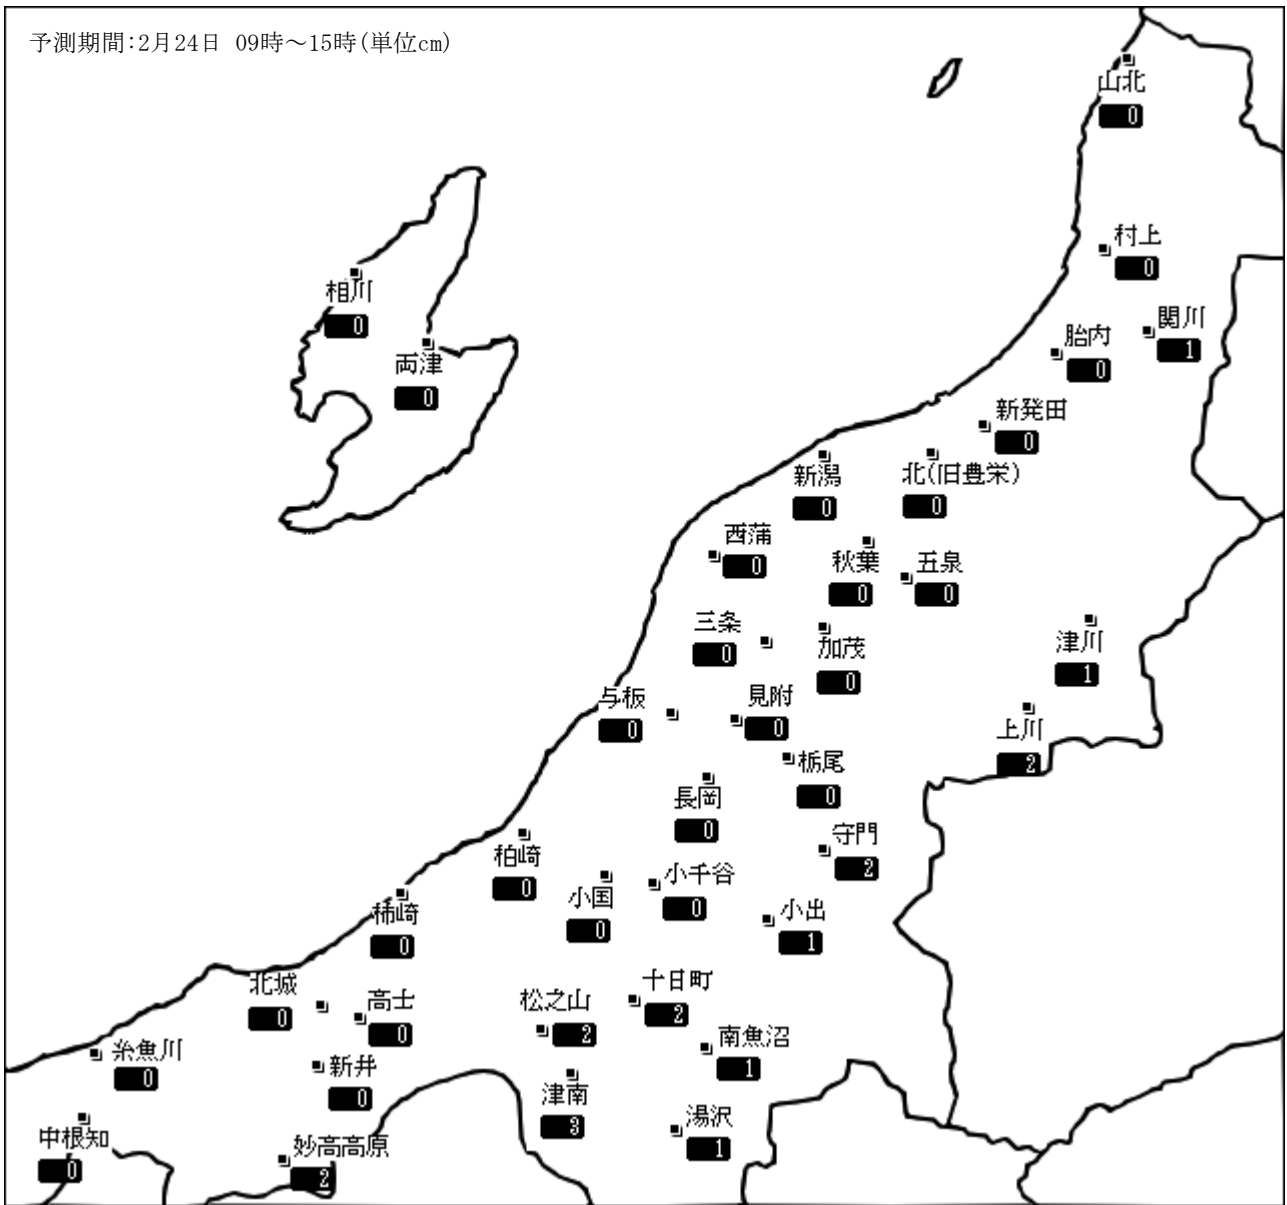 予測期間:2月24日 09時～15時(単位cm)
山北
0
村上
0
関川
1
胎内
0
新発田
0
相川
0
両津
0
新潟
0
北(旧豊栄)
0
西蒲
0
秋葉
0
五泉
0
三条
0
加茂
0
津川
1
与板
0
見附
0
上川
2
栃尾
0
長岡
0
守門
2
柏崎
0
小国
0
小千谷
0
小出
1
柿崎
0
北城
0
高士
0
松之山
2
十日町
2
南魚沼
1
糸魚川
0
新井
0
津南
3
湯沢
1
中根知
0
妙高高原
2